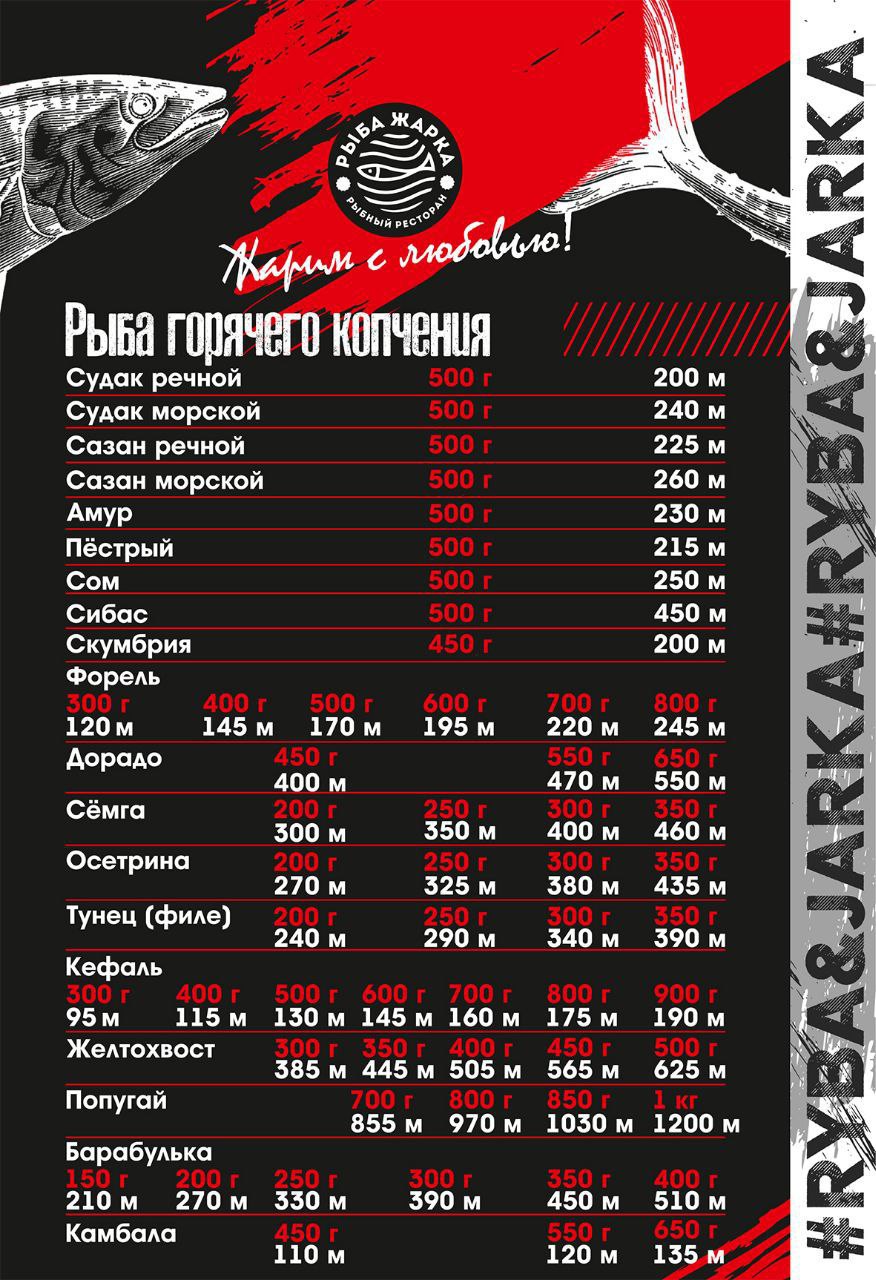 РЫБА ЖАРКА
РЫБНЫЙ РЕСТОРАН
Жарим с любовью!
Рыба горячего копчения
Судак речной 500 г 200 м
Судак морской 500 г 240 м
Сазан речной 500 г 225 м
Сазан морской 500 г 260 м
Амур 500 г 230 м
Пёстрый 500 г 215 м
Сом 500 г 250 м
Сибас 500 г 450 м
Скумбрия 450 г 200 м
Форель
300 г 400 г 500 г 600 г 700 г 800 г
120 м 145 м 170 м 195 м 220 м 245 м
Дорадо 450 г 550 г 650 г
400 м 470 м 550 м
Сёмга 200 г 250 г 300 г 350 г
300 м 350 м 400 м 460 м
Осетрина 200 г 250 г 300 г 350 г
270 м 325 м 380 м 435 м
Тунец (филе) 200 г 250 г 300 г 350 г
240 м 290 м 340 м 390 м
Кефаль
300 г 400 г 500 г 600 г 700 г 800 г 900 г
95 м 115 м 130 м 145 м 160 м 175 м 190 м
Желтохвост 300 г 350 г 400 г 450 г 500 г
385 м 445 м 505 м 565 м 625 м
Попугай 700 г 800 г 850 г 1 кг
855 м 970 м 1030 м 1200 м
Барабулька
150 г 200 г 250 г 300 г 350 г 400 г
210 м 270 м 330 м 390 м 450 м 510 м
Камбала 450 г 550 г 650 г
110 м 120 м 135 м
#RYBA&JARKA#RYBA&JARKA